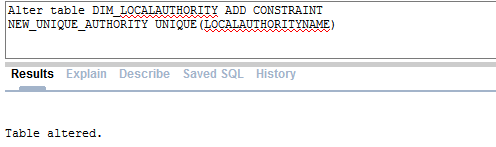 Alter table DIM_LOCALAUTHORITY ADD CONSTRAINT
NEW_UNIQUE_AUTHORITY UNIQUE(LOCALAUTHORITYNAME)
Results Explain Describe Saved SQL History
Table altered.